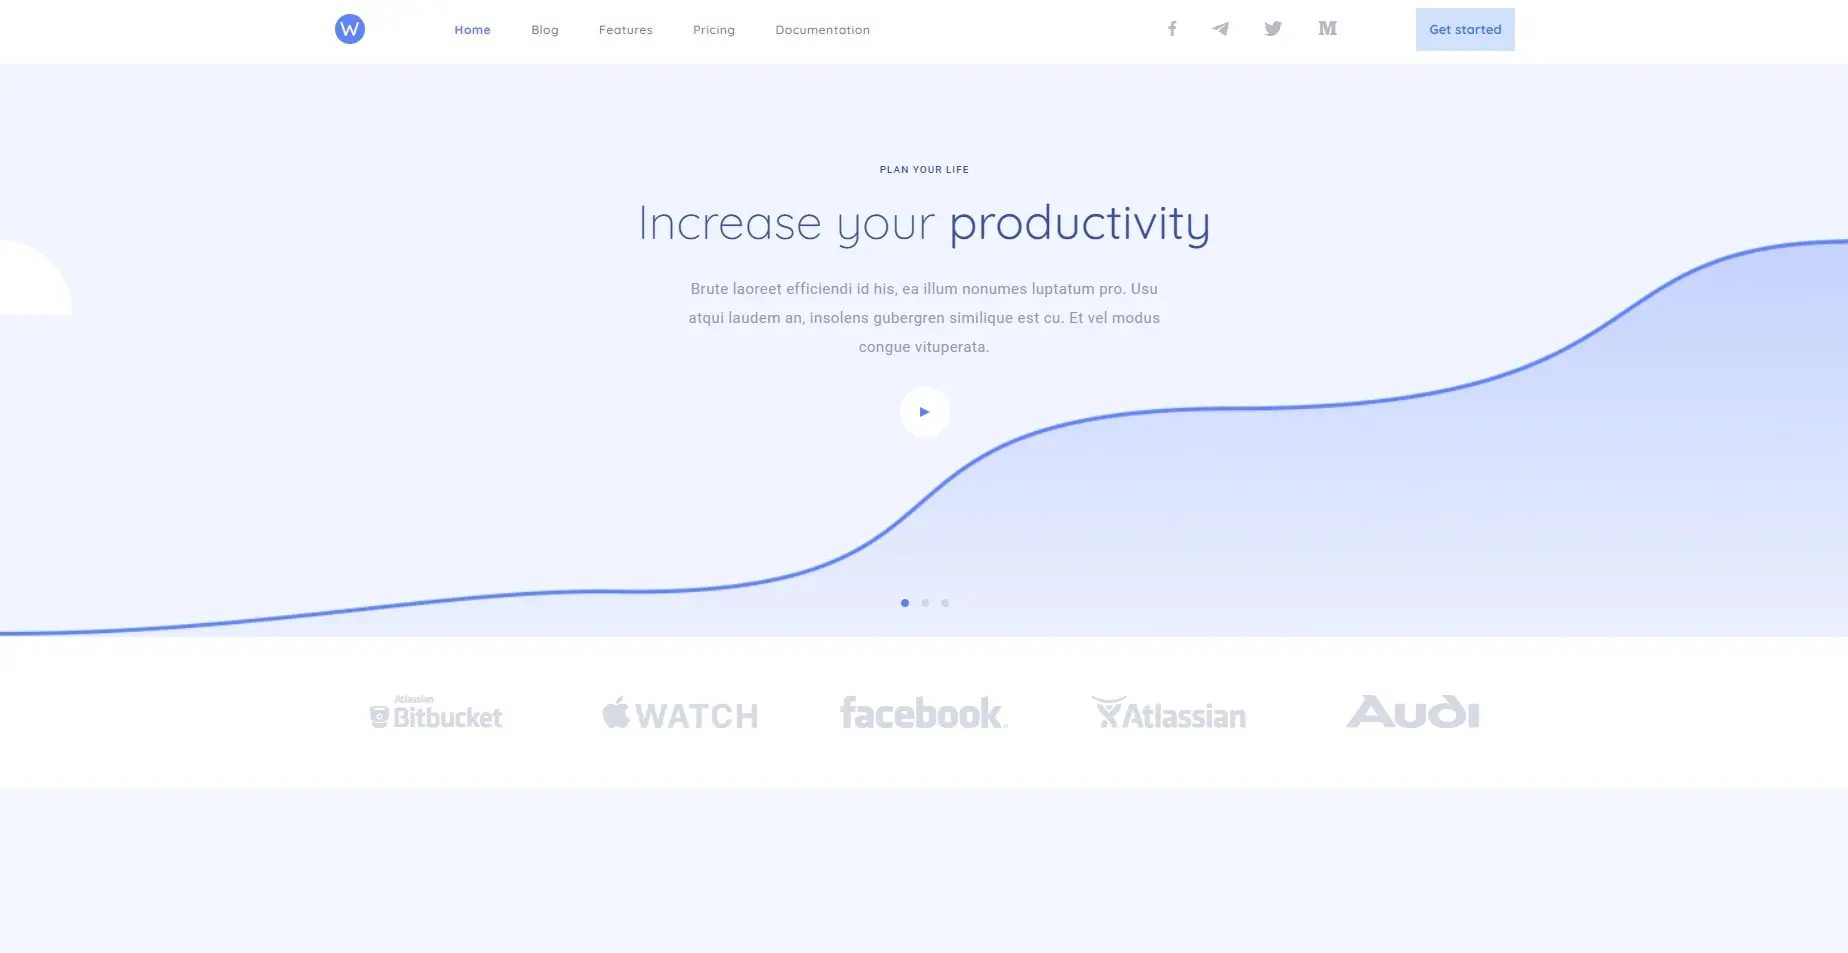 W
Home Blog Features Pricing Documentation
M
Get started
PLAN YOUR LIFE
Increase your productivity
Brute laoreet efficiendi id his, ea illum nonumes luptatum pro. Usu
atqui laudem an, insolens gubergren similique est cu. Et vel modus
congue vituperata.
Atlassian
Bitbucket
WATCH
facebook
Atlassian
Audi